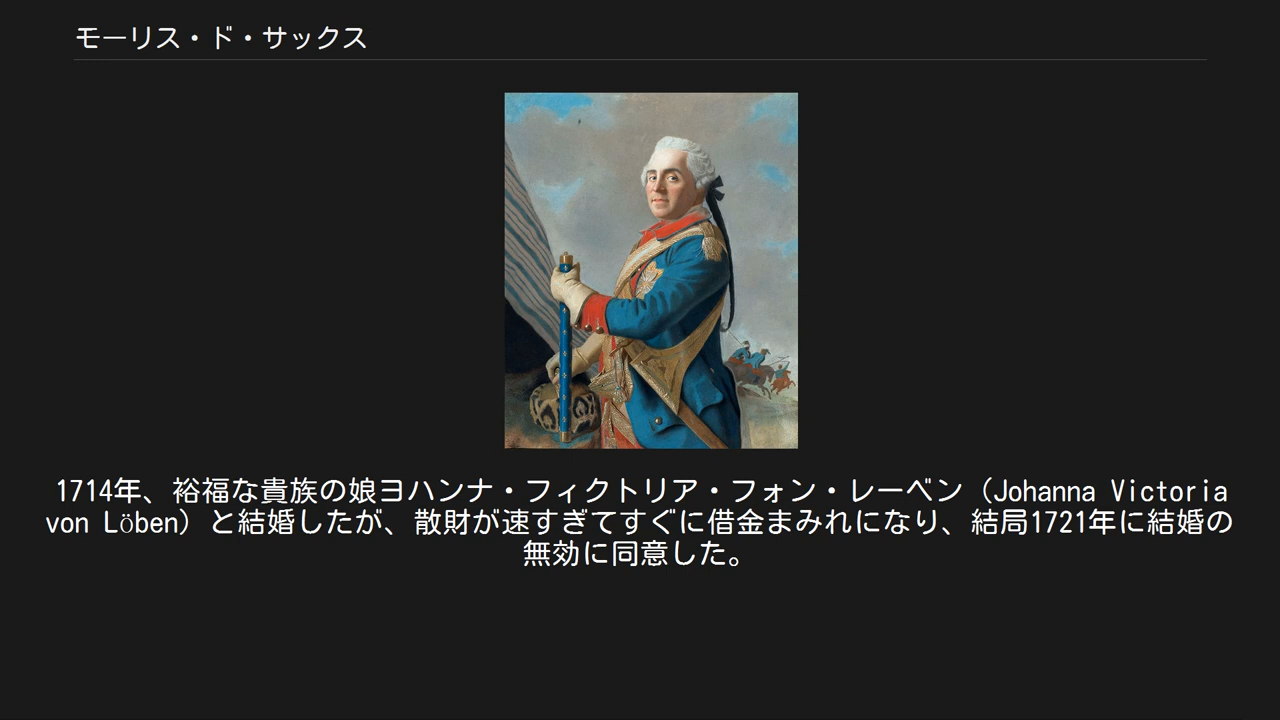 モーリス・ド・サックス
1714年、裕福な貴族の娘ヨハンナ・フィクトリア・フォン・レーベン（Johanna Victoria
von Löben）と結婚したが、散財が速すぎてすぐに借金まみれになり、結局1721年に結婚の
無効に同意した。